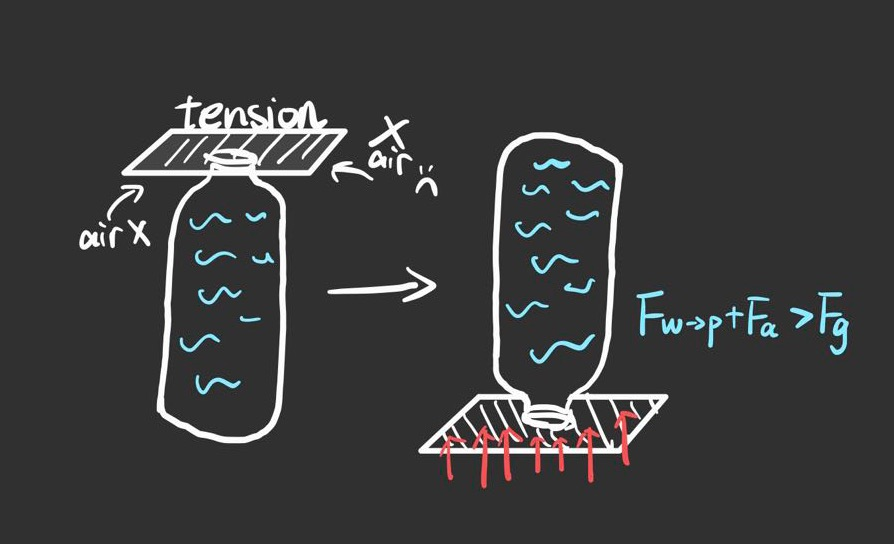 tension
X
air
air X
Fw→p+Fa >Fg